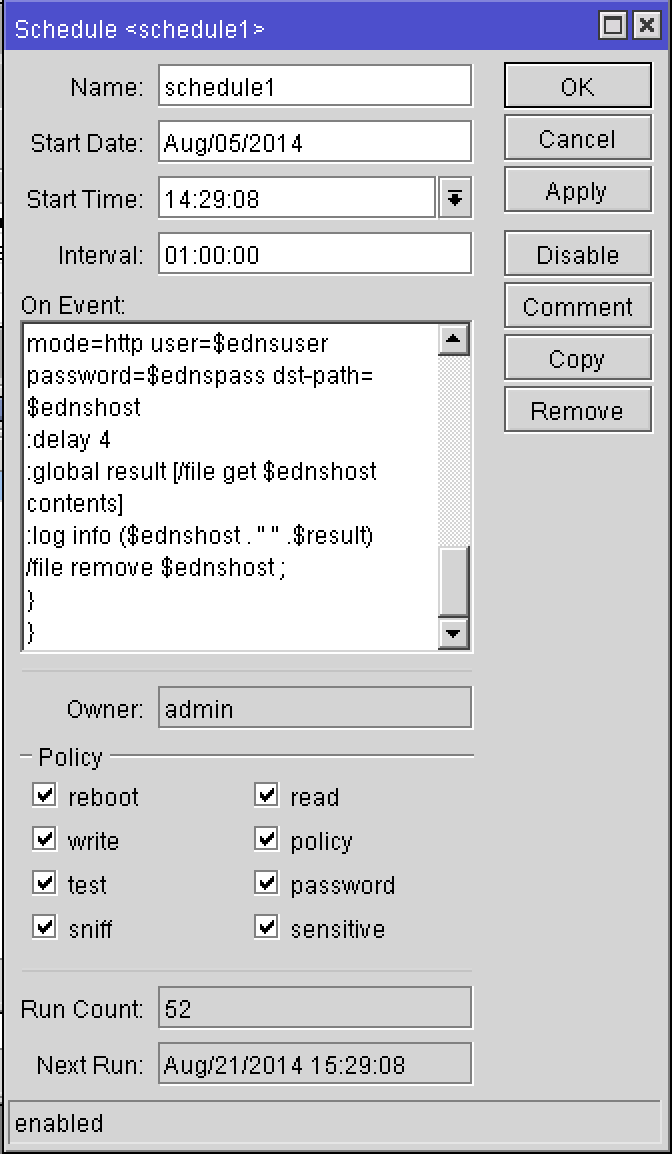 Schedule <schedule1>
Name: schedule1
OK
Start Date: Aug/05/2014
Cancel
Start Time: 14:29:08
Apply
Interval: 01:00:00
Disable
On Event:
Comment
Copy
Remove
mode=http user=$ednsuser
password=$ednspass dst-path=
$ednshost
:delay 4
:global result [/file get $ednshost
contents]
:log info ($ednshost . " " .$result)
/file remove $ednshost ;
}
}
Owner: admin
Policy
reboot read
write policy
test password
sniff sensitive
Run Count: 52
Next Run: Aug/21/2014 15:29:08
enabled